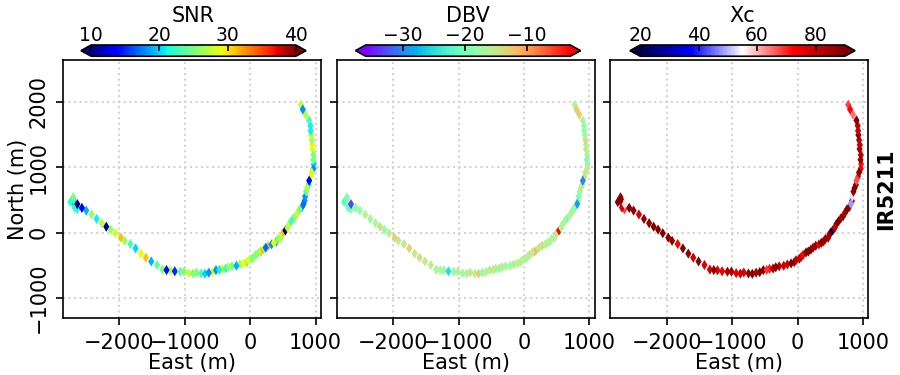 SNR DBV Xc
10 20 30 40 −30 −20 −10 20 40 60 80
2000
1000
0
−1000
North (m)
IR5211
−2000 −1000 0 1000 −2000 −1000 0 1000 −2000 −1000 0 1000
East (m) East (m) East (m)